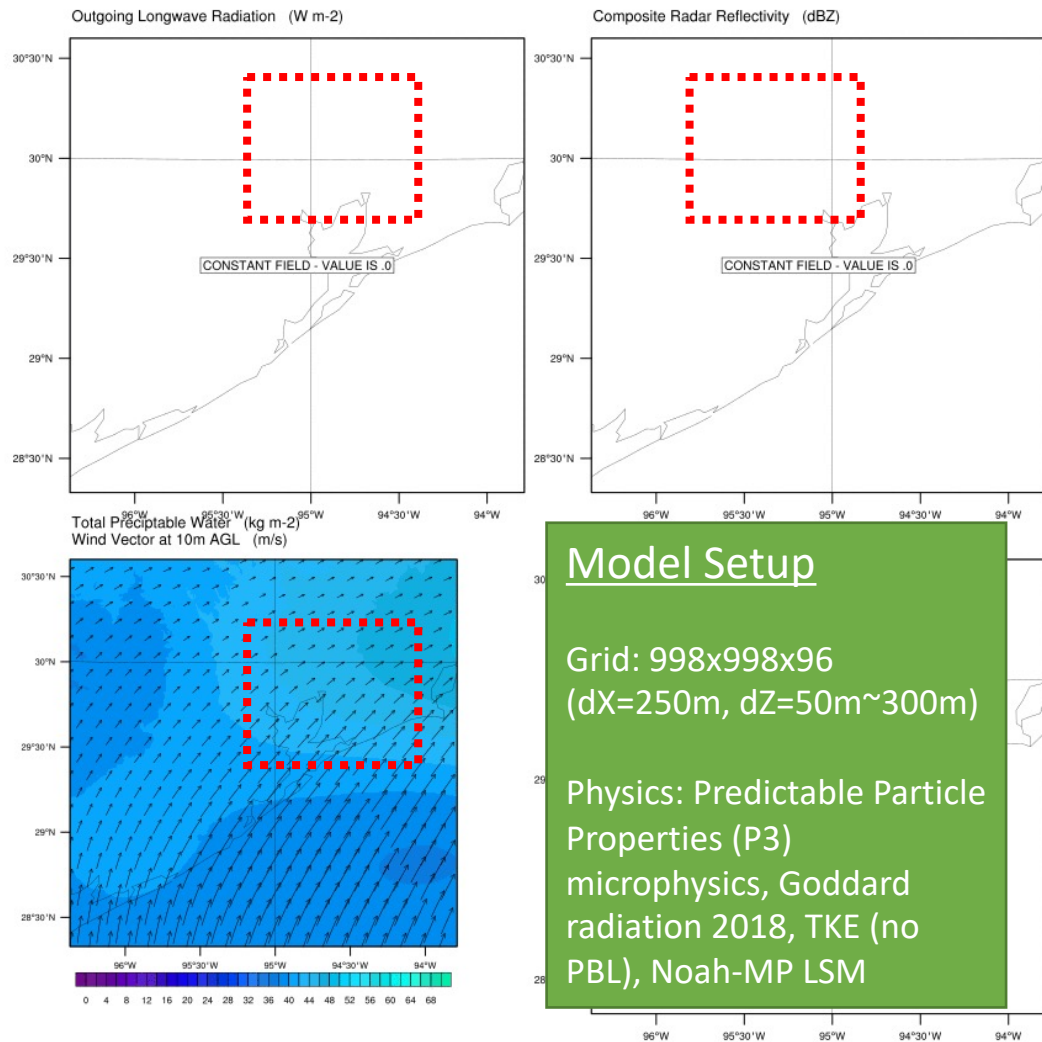 Outgoing Longwave Radiation (W m-2)
30°30'N
30°N
29°30'N
29°N
28°30'N
96°W 95°30'W 95°W 94°30'W 94°W
CONSTANT FIELD - VALUE IS .0
Composite Radar Reflectivity (dBZ)
30°30'N
30°N
29°30'N
29°N
28°30'N
96°W 95°30'W 95°W 94°30'W 94°W
CONSTANT FIELD - VALUE IS .0
Total Preciptable Water (kg m-2)
Wind Vector at 10m AGL (m/s)
30°30'N
30°N
29°30'N
29°N
28°30'N
96°W 95°30'W 95°W 94°30'W 94°W
0 4 8 12 16 20 24 28 32 36 40 44 48 52 56 60 64 68
Model Setup
Grid: 998x998x96
(dX=250m, dZ=50m~300m)
Physics: Predictable Particle
Properties (P3)
microphysics, Goddard
radiation 2018, TKE (no
PBL), Noah-MP LSM
30
29
28
96°W 95°30'W 95°W 94°30'W 94°W